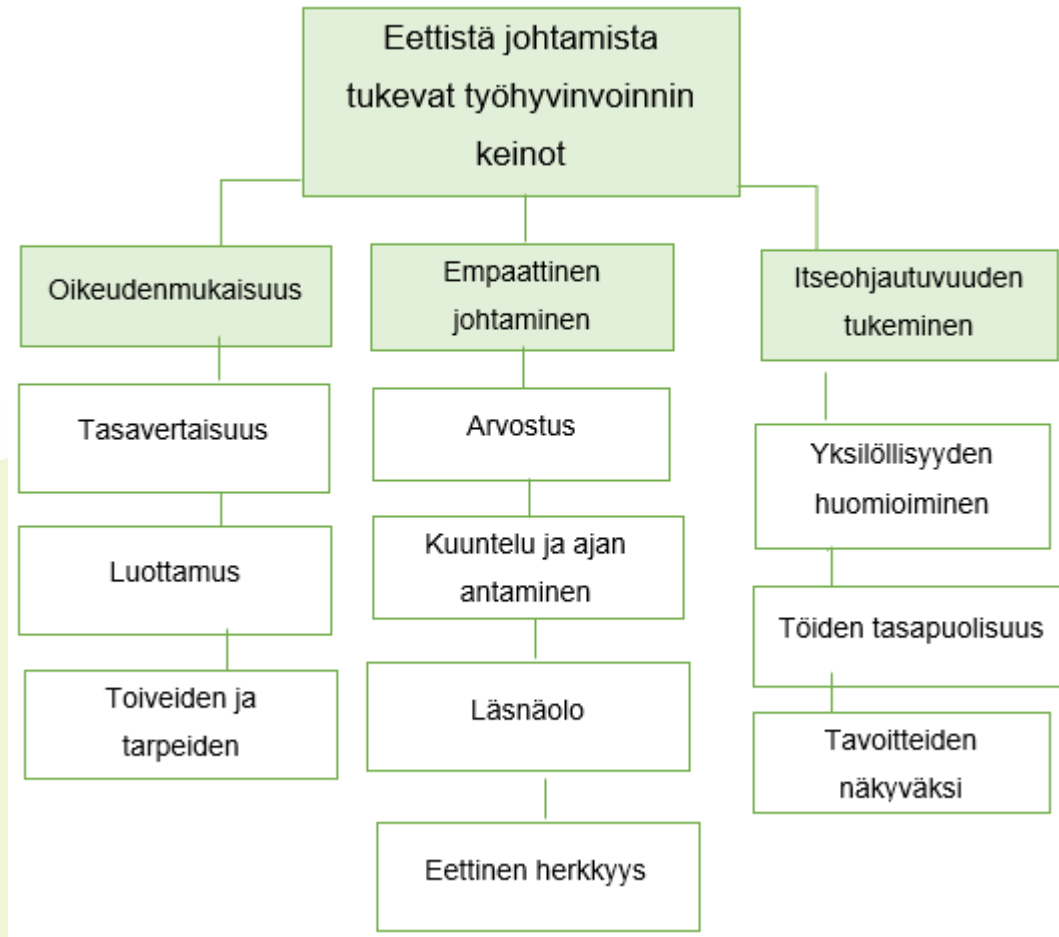 Eettistä johtamista
tukevat työhyvinvoinnin
keinot
Oikeudenmukaisuus
Tasavertaisuus
Luottamus
Toiveiden ja
tarpeiden
Empaattinen
johtaminen
Arvostus
Kuuntelu ja ajan
antaminen
Läsnäolo
Eettinen herkkyys
Itseohjautuvuuden
tukeminen
Yksilöllisyyden
huomioiminen
Töiden tasapuolisuus
Tavoitteiden
näkyväksi